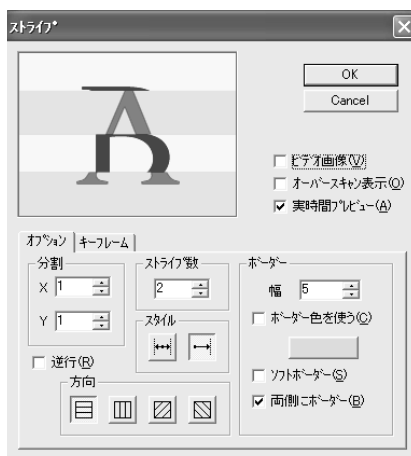 ストライプ
OK
Cancel
ビデオ画像(V)
オーバースキャン表示(O)
実時間プレビュー(A)
オプション キーフレーム
分割
X 1
Y 1
ストライプ数
2
スタイル
逆行(R)
方向
ボーダー
幅 5
ボーダー色を使う(C)
ソフトボーダー(S)
両側にボーダー(B)